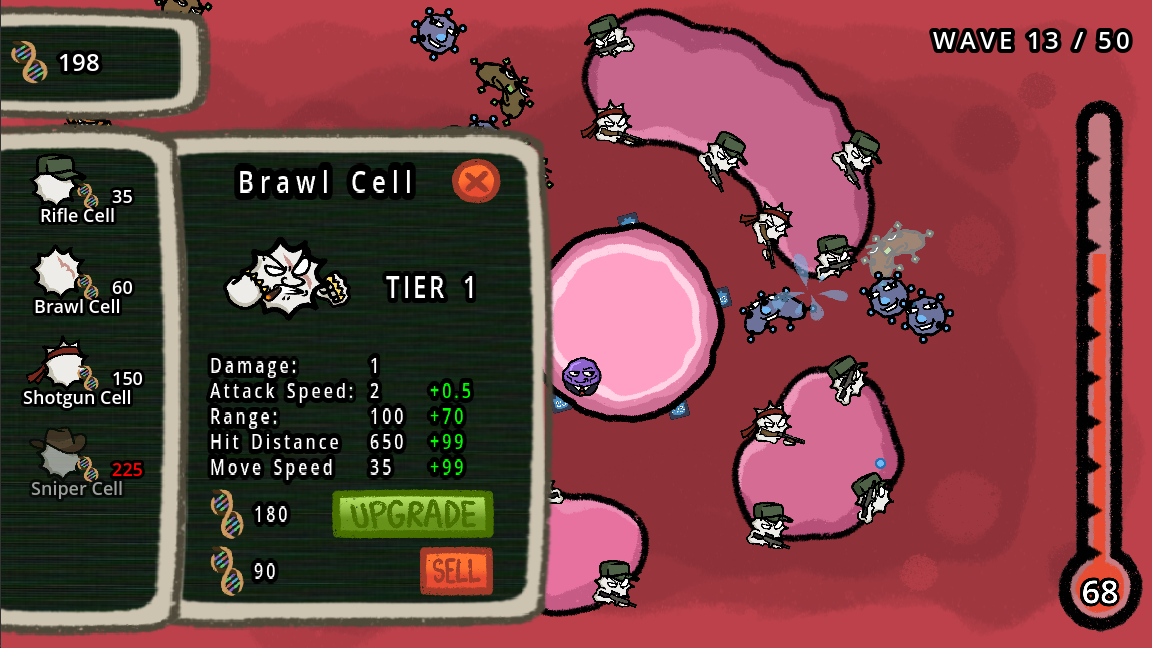 198
WAVE 13 / 50
35
Rifle Cell
60
Brawl Cell
150
Shotgun Cell
225
Sniper Cell
Brawl Cell
TIER 1
Damage: 1
Attack Speed: 2 +0.5
Range: 100 +70
Hit Distance 650 +99
Move Speed 35 +99
180 UPGRADE
90 SELL
68